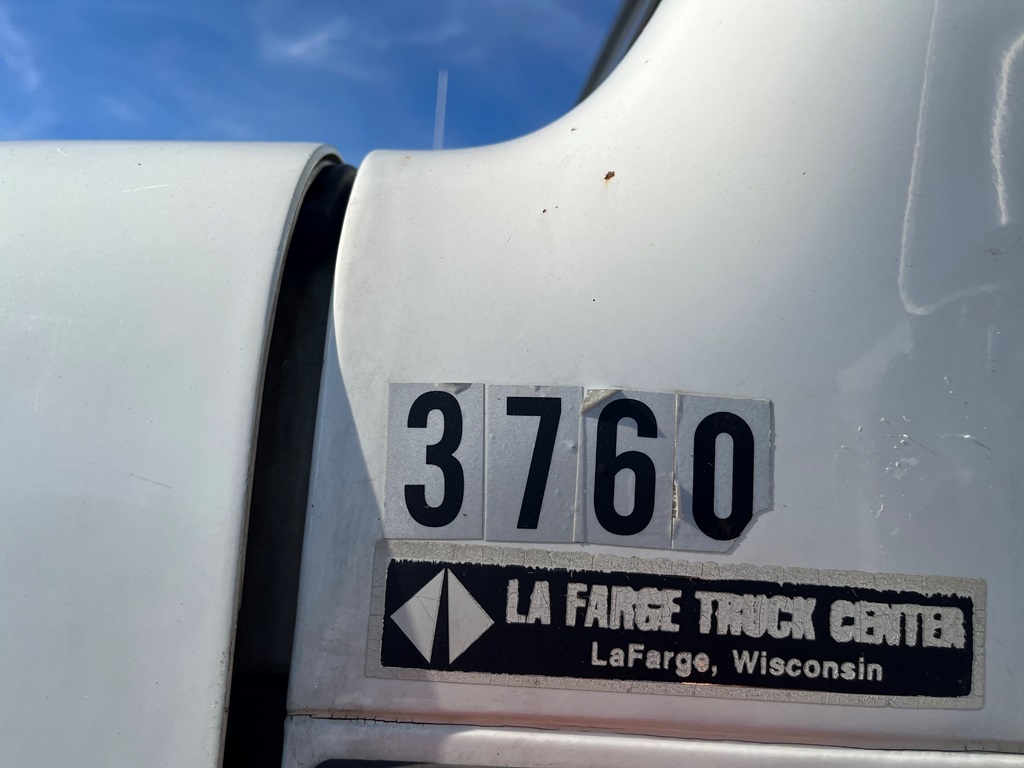 3760
LA FARGE TRUCK CENTER
LaFarge, Wisconsin